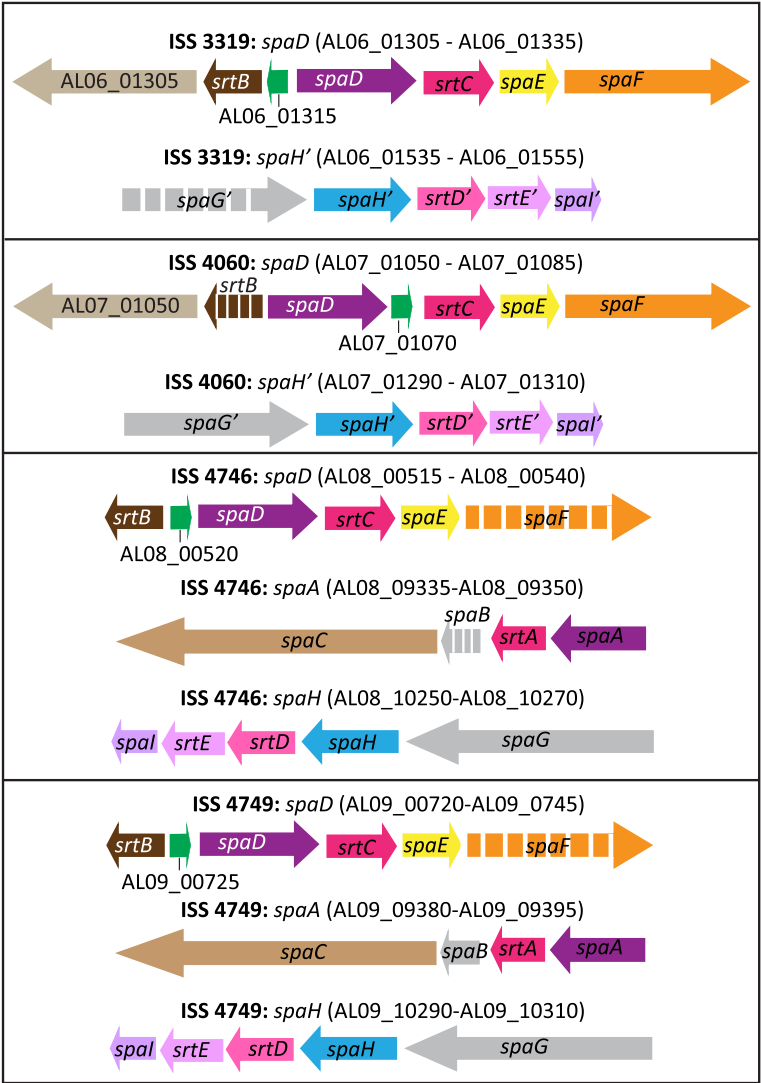 ISS 3319: spaD (AL06_01305 - AL06_01335)
AL06_01305 srtB spaD srtC spaE spaF
AL06_01315
ISS 3319: spaH’ (AL06_01535 - AL06_01555)
spaG’ spaH’ srtD’ srtE’ spaI’
ISS 4060: spaD (AL07_01050 - AL07_01085)
srtB
AL07_01050 spaD srtC spaE spaF
AL07_01070
ISS 4060: spaH’ (AL07_01290 - AL07_01310)
spaG’ spaH’ srtD’ srtE’ spaI’
ISS 4746: spaD (AL08_00515 - AL08_00540)
srtB spaD srtC spaE spaF
AL08_00520
ISS 4746: spaA (AL08_09335-AL08_09350)
spaB
spaC srtA spaA
ISS 4746: spaH (AL08_10250-AL08_10270)
spaI srtE srtD spaH spaG
ISS 4749: spaD (AL09_00720-AL09_0745)
srtB spaD srtC spaE spaF
AL09_00725
ISS 4749: spaA (AL09_09380-AL09_09395)
spaC spaB srtA spaA
ISS 4749: spaH (AL09_10290-AL09_10310)
spaI srtE srtD spaH spaG